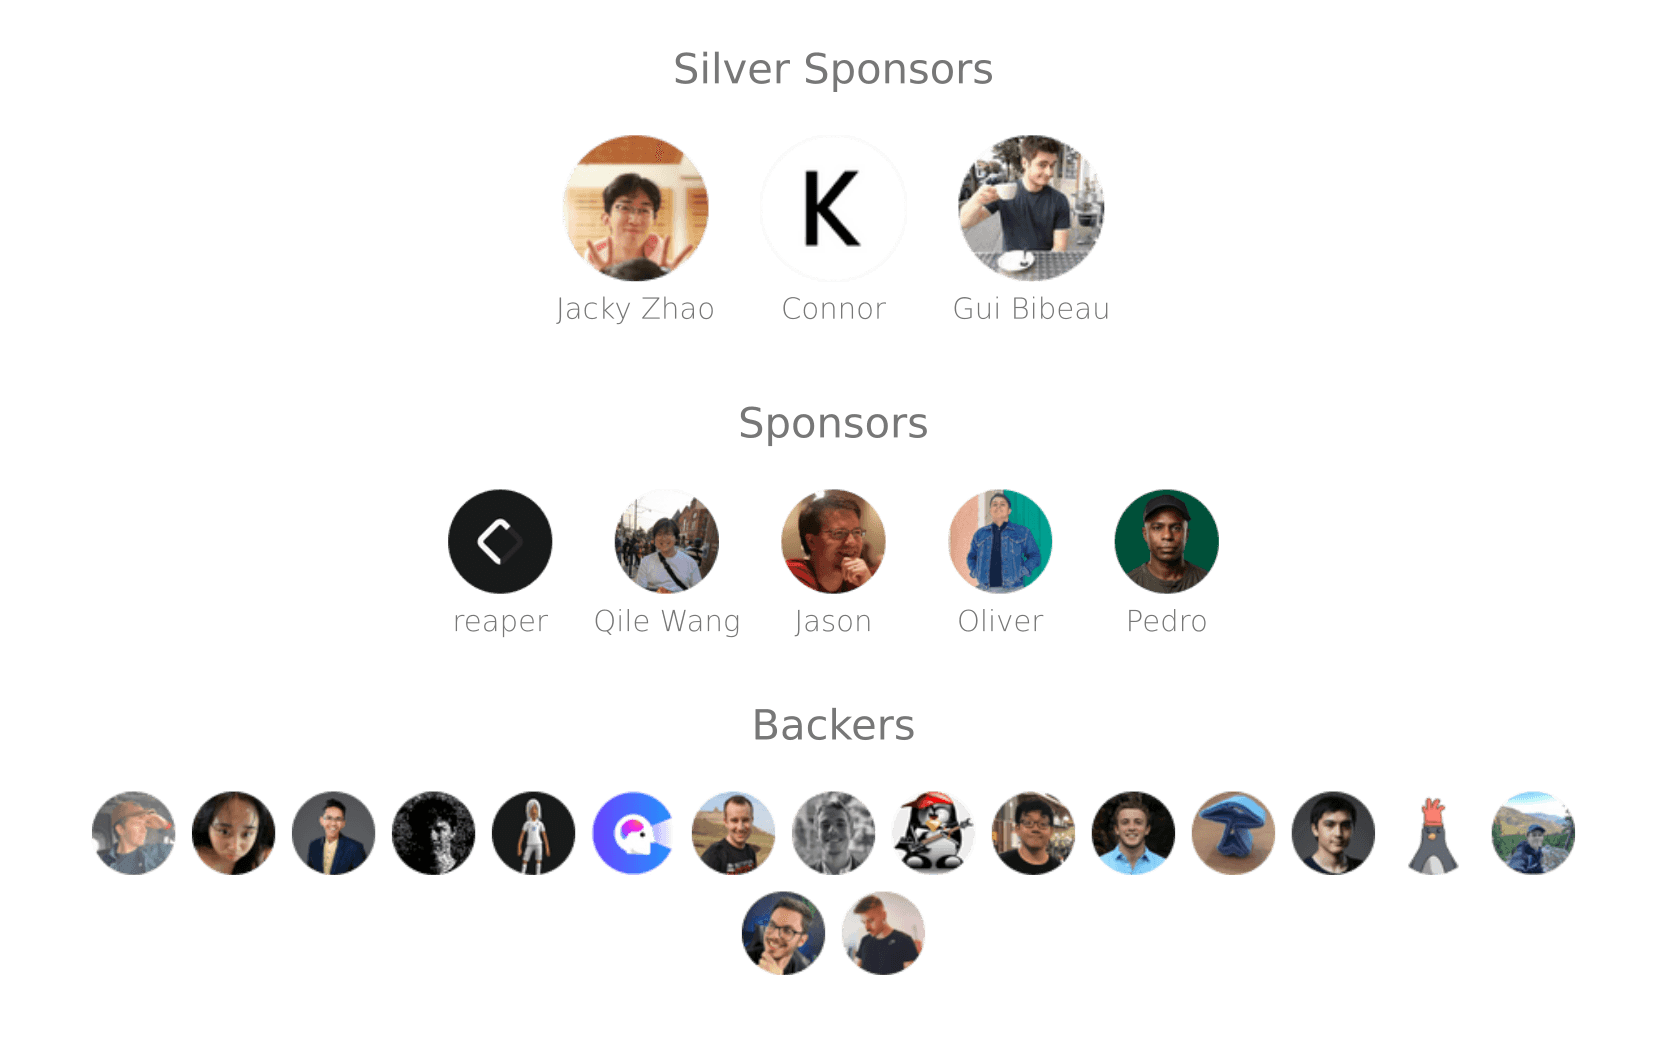 Silver Sponsors
K
Jacky Zhao Connor Gui Bibeau
Sponsors
reaper Qile Wang Jason Oliver Pedro
Backers